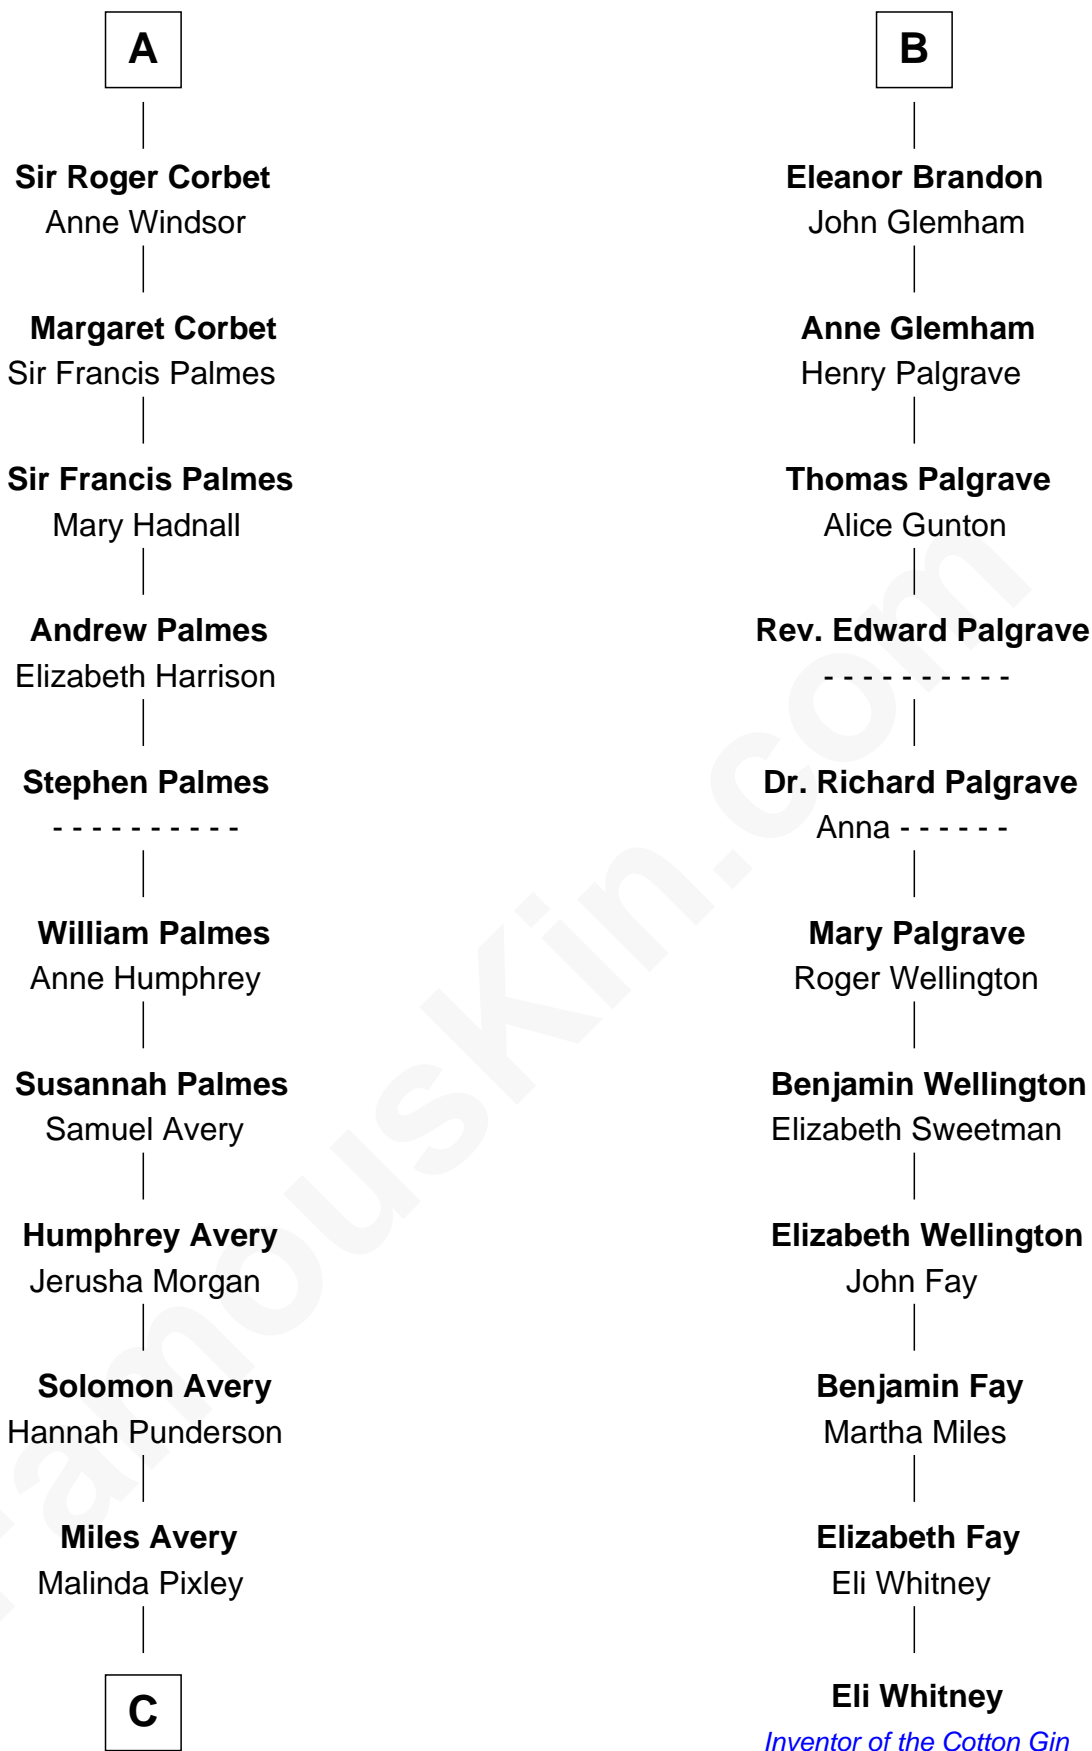 A
Sir Roger Corbet
Anne Windsor
Margaret Corbet
Sir Francis Palmes
Sir Francis Palmes
Mary Hadnall
Andrew Palmes
Elizabeth Harrison
Stephen Palmes
- - - - - - - - - -
William Palmes
Anne Humphrey
Susannah Palmes
Samuel Avery
Humphrey Avery
Jerusha Morgan
Solomon Avery
Hannah Punderson
Miles Avery
Malinda Pixley
C
B
Eleanor Brandon
John Glemham
Anne Glemham
Henry Palgrave
Thomas Palgrave
Alice Gunton
Rev. Edward Palgrave
- - - - - - - - - -
Dr. Richard Palgrave
Anna - - - - - -
Mary Palgrave
Roger Wellington
Benjamin Wellington
Elizabeth Sweetman
Elizabeth Wellington
John Fay
Benjamin Fay
Martha Miles
Elizabeth Fay
Eli Whitney
Eli Whitney
Inventor of the Cotton Gin
FamousKin.com